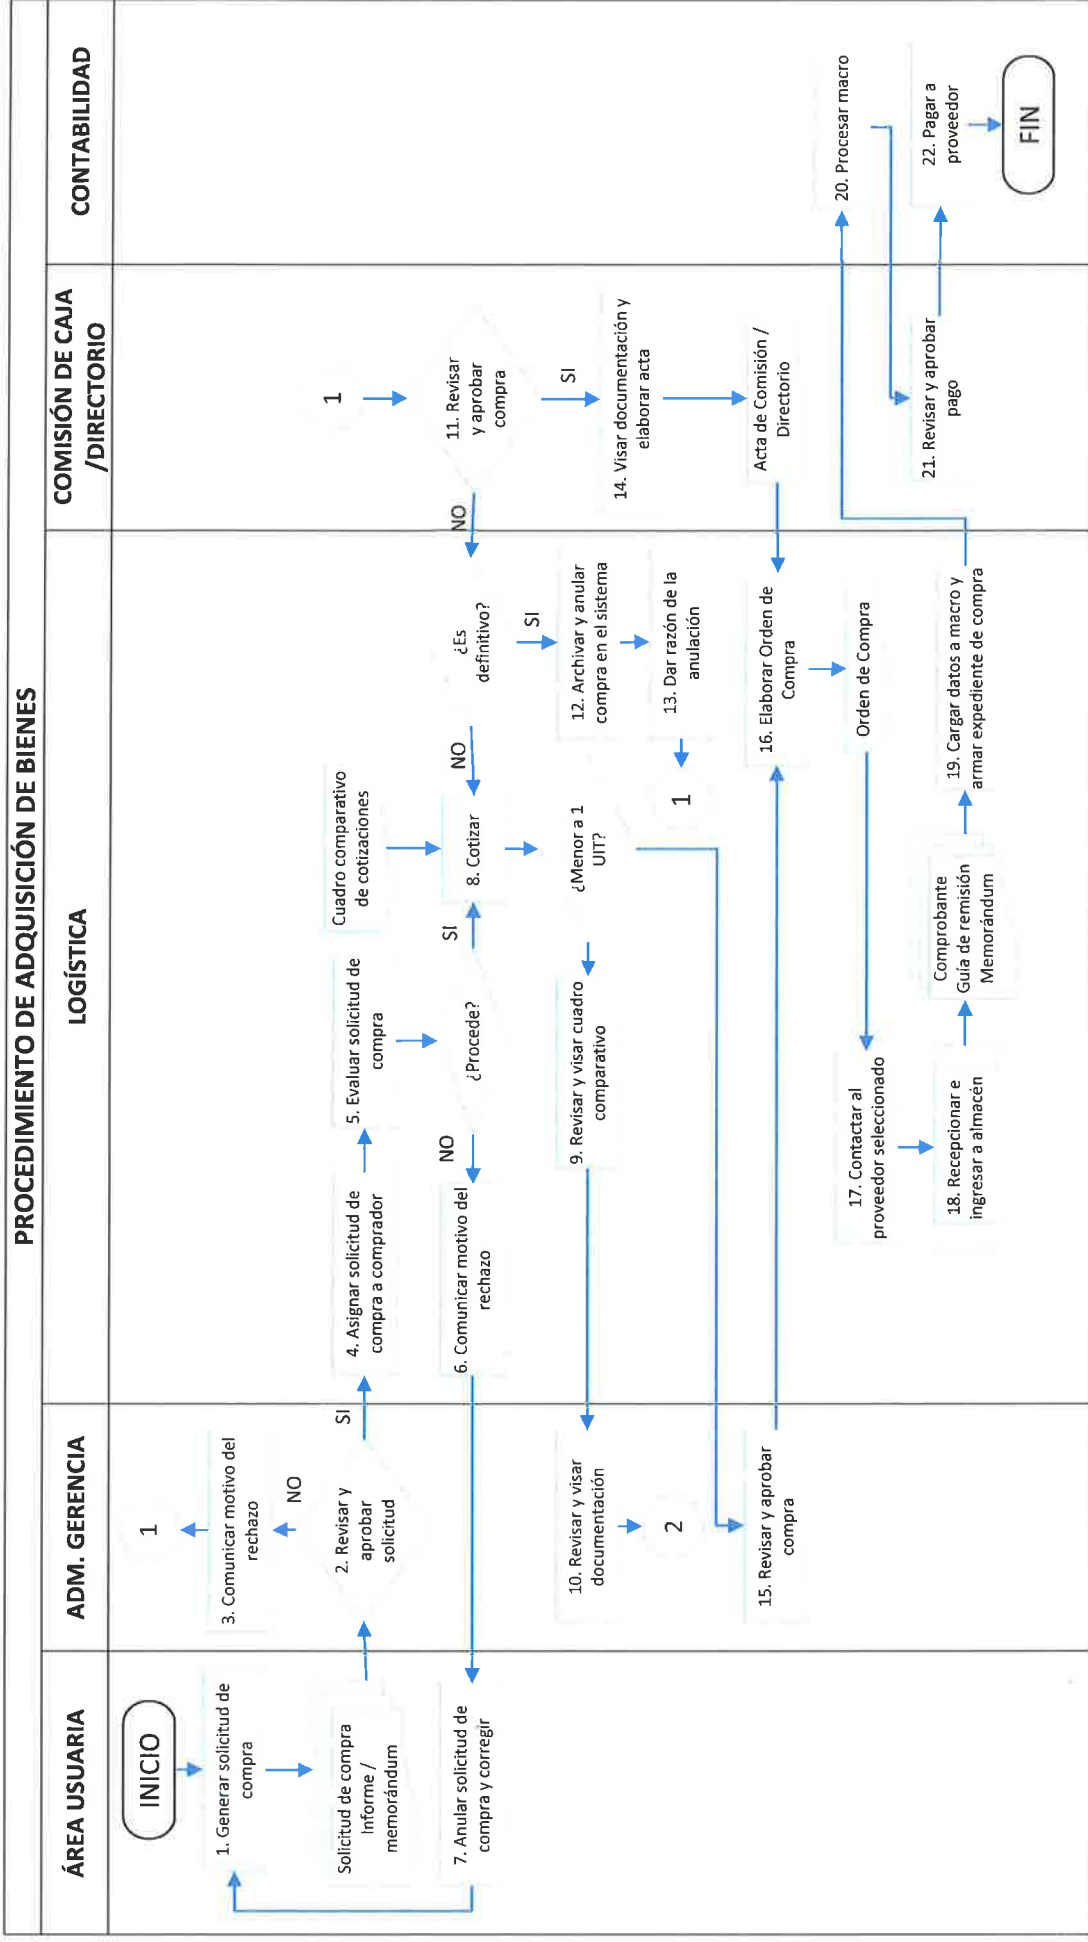 PROCEDIMIENTO DE ADQUISICIÓN DE BIENES
ÁREA USUARIA
ADM. GERENCIA
LOGÍSTICA
COMISIÓN DE CAJA
/DIRECTORIO
CONTABILIDAD
INICIO
1. Generar solicitud de
compra
Solicitud de compra
Informe /
memorándum
7. Anular solicitud de
compra y corregir
1
3. Comunicar motivo del
rechazo
NO
2. Revisar y
aprobar
solicitud
SI
10. Revisar y visar
documentación
2
15. Revisar y aprobar
compra
4. Asignar solicitud de
compra a comprador
5. Evaluar solicitud de
compra
Cuadro comparativo
de cotizaciones
6. Comunicar motivo del
rechazo
NO
¿Procede?
SI
8. Cotizar
NO
¿Es
definitivo?
SI
9. Revisar y visar cuadro
comparativo
¿Menor a 1
UIT?
12. Archivar y anular
compra en el sistema
13. Dar razón de la
anulación
1
16. Elaborar Orden de
Compra
Orden de Compra
17. Contactar al
proveedor seleccionado
18. Recepcionar e
ingresar a almacén
Comprobante
Guía de remisión
Memorándum
19. Cargar datos a macro y
armar expediente de compra
1
11. Revisar
y aprobar
compra
NO
SI
14. Visar documentación y
elaborar acta
Acta de Comisión /
Directorio
21. Revisar y aprobar
pago
20. Procesar macro
22. Pagar a
proveedor
FIN